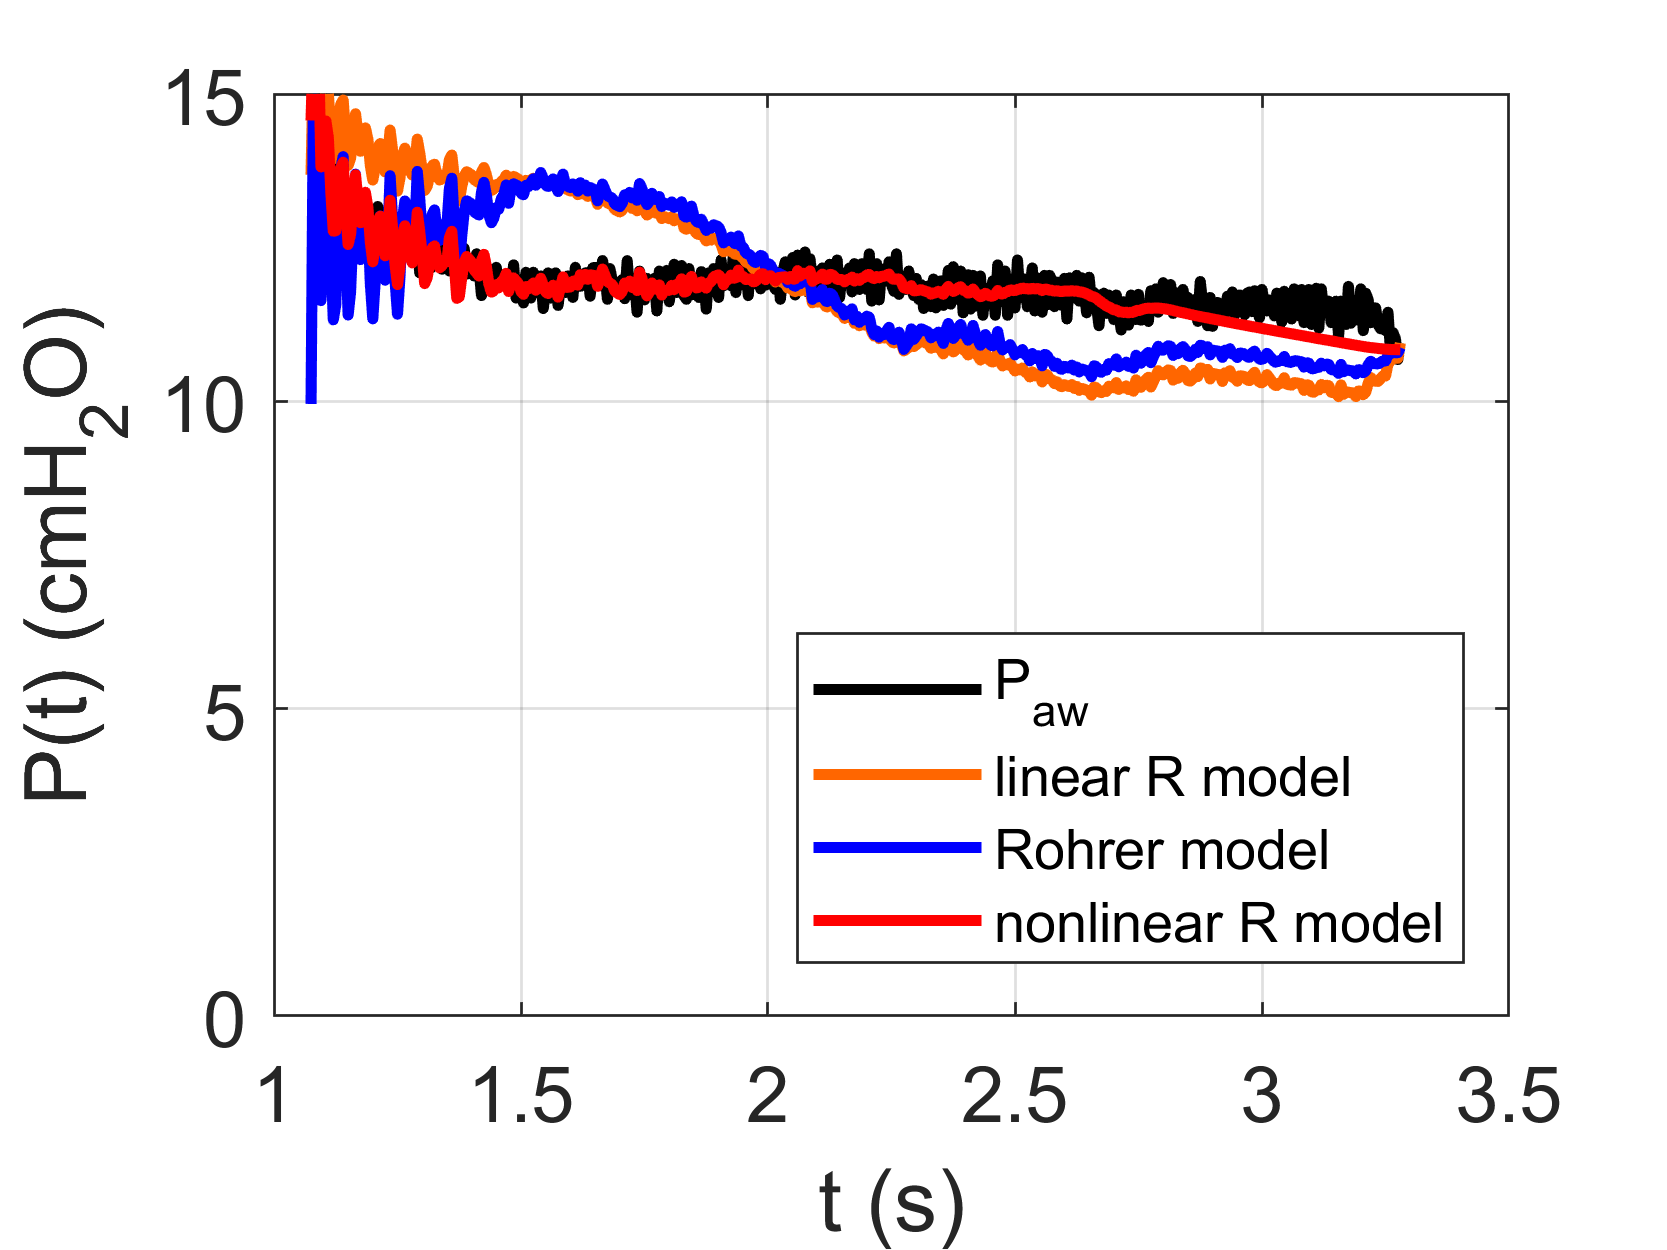 P(t) (cmH₂O)
15
10
5
0
1 1.5 2 2.5 3 3.5
t (s)
P_aw
linear R model
Rohrer model
nonlinear R model